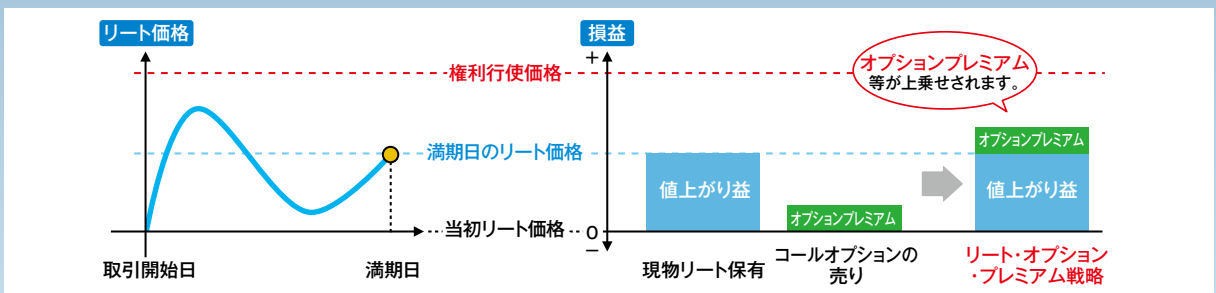 リート価格
損益
+
権利行使価格
オプションプレミアム
等が上乗せされます。
オプションプレミアム
満期日のリート価格
値上がり益
値上がり益
オプションプレミアム
当初リート価格
0
−
取引開始日
満期日
現物リート保有
コールオプションの
売り
リート・オプション
・プレミアム戦略